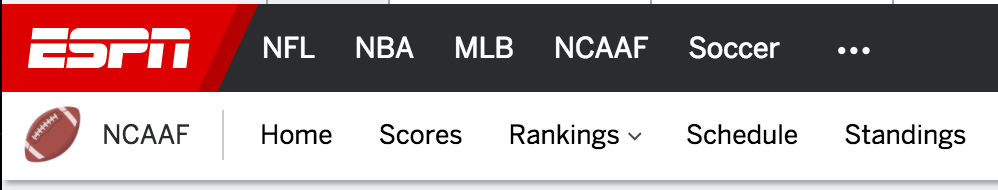 ESPN NFL NBA MLB NCAAF Soccer •••
NCAAF Home Scores Rankings Schedule Standings